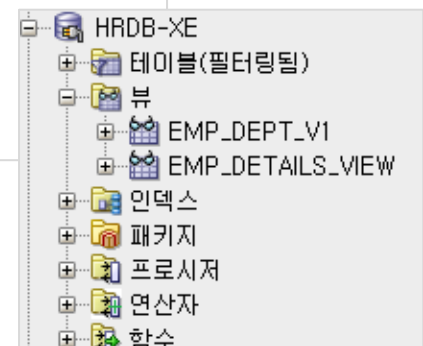 HRDB-XE
테이블(필터링됨)
뷰
EMP_DEPT_V1
EMP_DETAILS_VIEW
인덱스
패키지
프로시저
연산자
함수